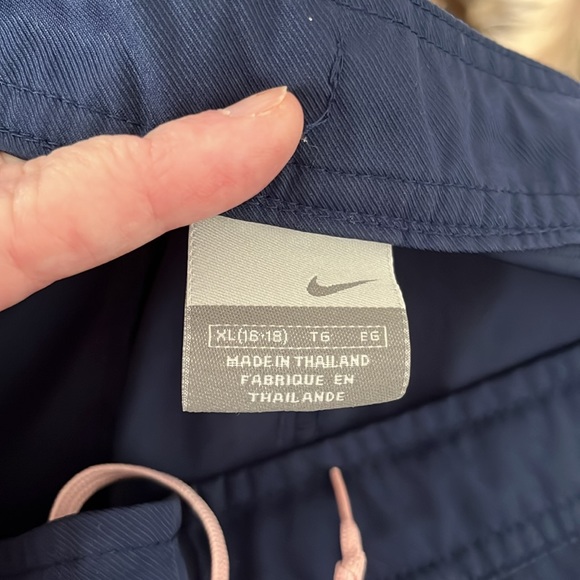 XL(16-18) TG EG
MADE IN THAILAND
FABRIQUE EN
THAILANDE